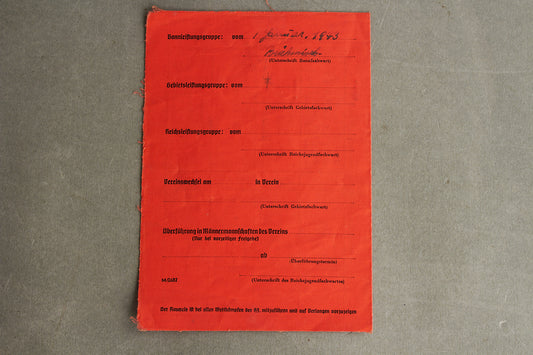 Bannleistungsgruppe: vom 1. Januar. 1943
(Unterschrift Bannfachwart)
Gebietsleistungsgruppe: vom
(Unterschrift Gebietsfachwart)
Reichsleistungsgruppe: vom
(Unterschrift Reichsjugendfachwart)
Vereinswechsel am in Verein
(Unterschrift Gebietsfachwart)
Überführung in Männermannschaften des Vereins
(Nur bei vorzeitiger Freigabe)
ab
(Überführungstermin)
(Unterschrift des Reichsjugendfachwartes)
Der Ausweis ist bei allen Wettkämpfen der HJ. mitzuführen und auf Verlangen vorzuzeigen